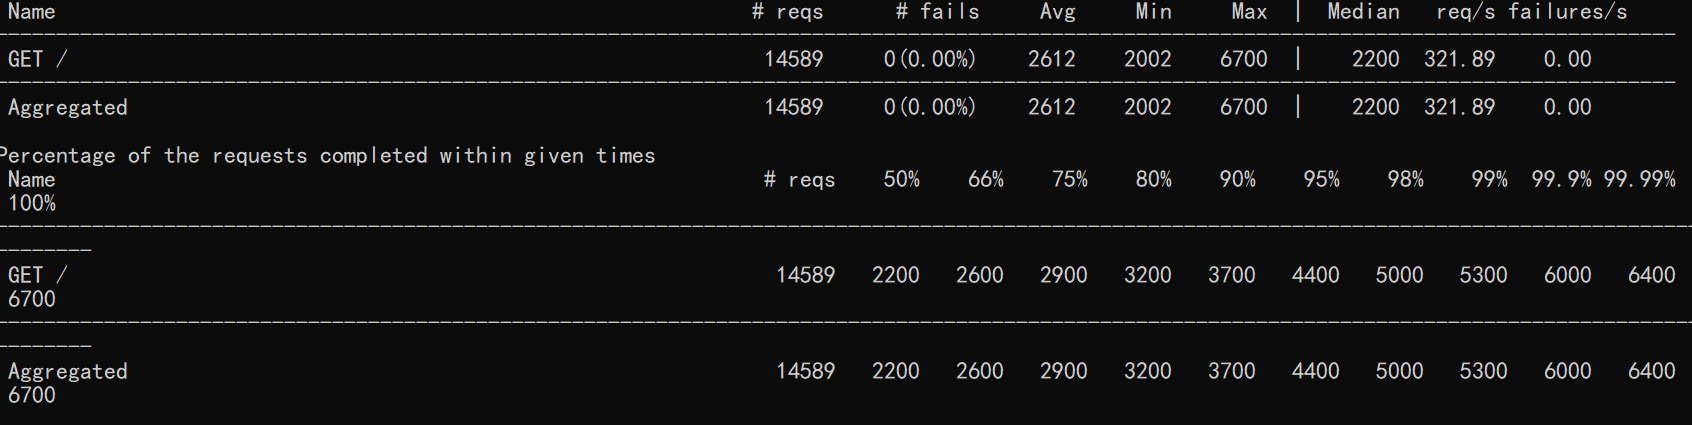 Name # reqs # fails Avg Min Max | Median req/s failures/s
--------------------------------------------------------------------------------------------------------------------------------------------
GET / 14589 0(0.00%) 2612 2002 6700 | 2200 321.89 0.00
--------------------------------------------------------------------------------------------------------------------------------------------
Aggregated 14589 0(0.00%) 2612 2002 6700 | 2200 321.89 0.00
Percentage of the requests completed within given times
Name # reqs 50% 66% 75% 80% 90% 95% 98% 99% 99.9% 99.99%
100%
---------------------------------------------------------------------------------------------------------------------------------------------
--------
GET / 14589 2200 2600 2900 3200 3700 4400 5000 5300 6000 6400
6700
---------------------------------------------------------------------------------------------------------------------------------------------
--------
Aggregated 14589 2200 2600 2900 3200 3700 4400 5000 5300 6000 6400
6700